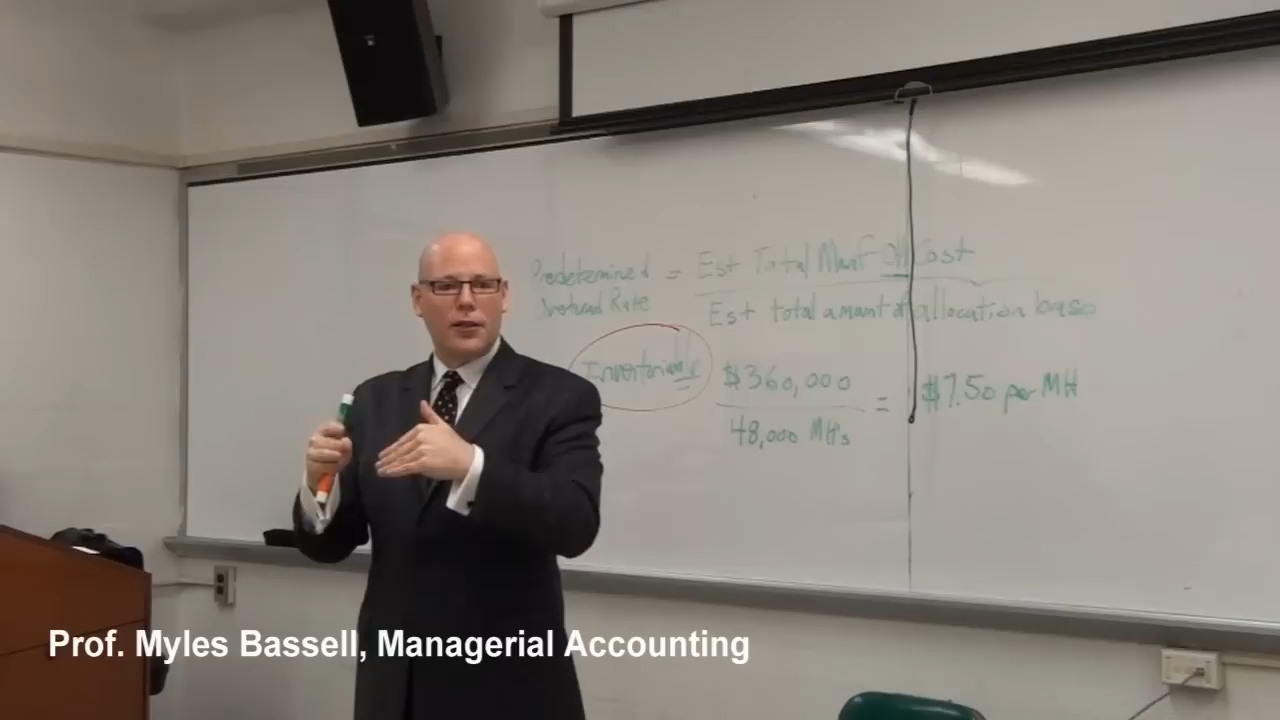 Predetermined = Est Total Manf OH Cost
Overhead Rate Est total amount of allocation base
Inventoriable $360,000 = $7.50 per MH
48,000 MH's
Prof. Myles Bassell, Managerial Accounting